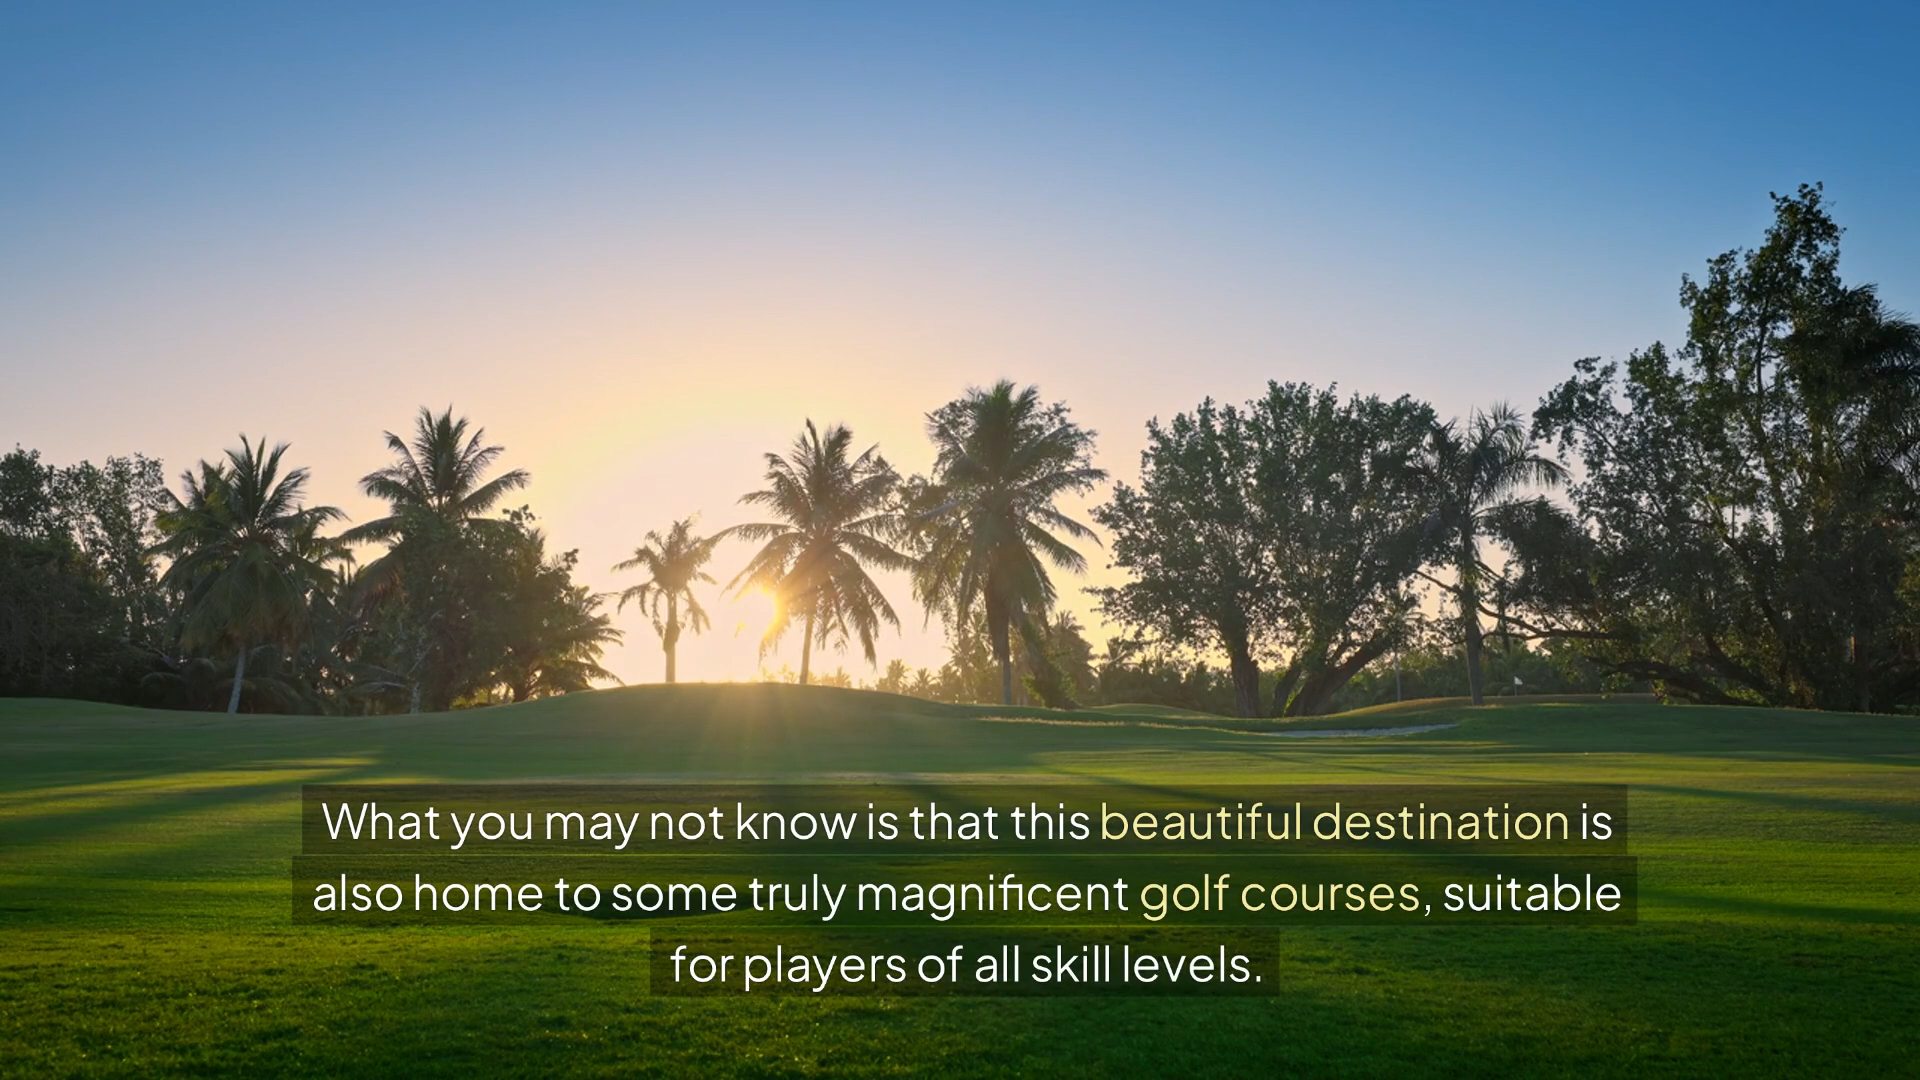 What you may not know is that this beautiful destination is
also home to some truly magnificent golf courses, suitable
for players of all skill levels.